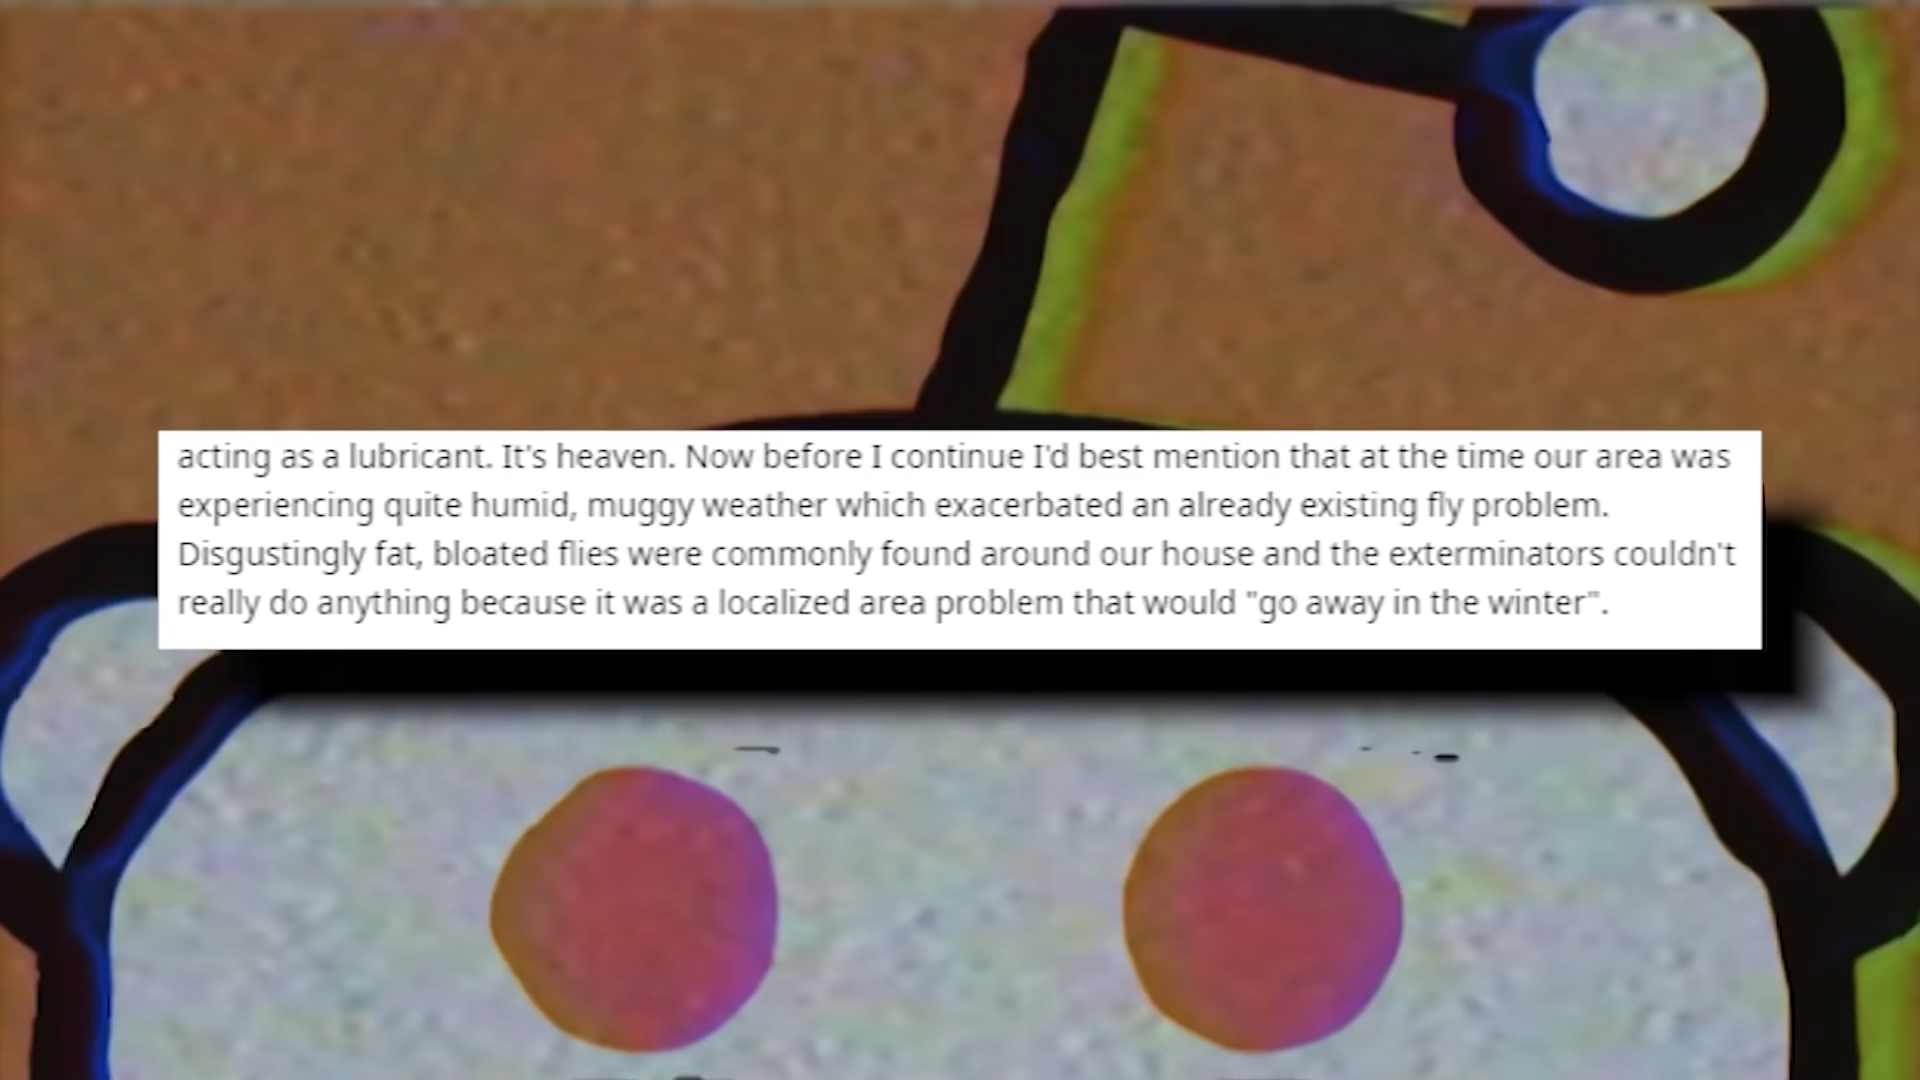 acting as a lubricant. It's heaven. Now before I continue I'd best mention that at the time our area was
experiencing quite humid, muggy weather which exacerbated an already existing fly problem.
Disgustingly fat, bloated flies were commonly found around our house and the exterminators couldn't
really do anything because it was a localized area problem that would "go away in the winter".